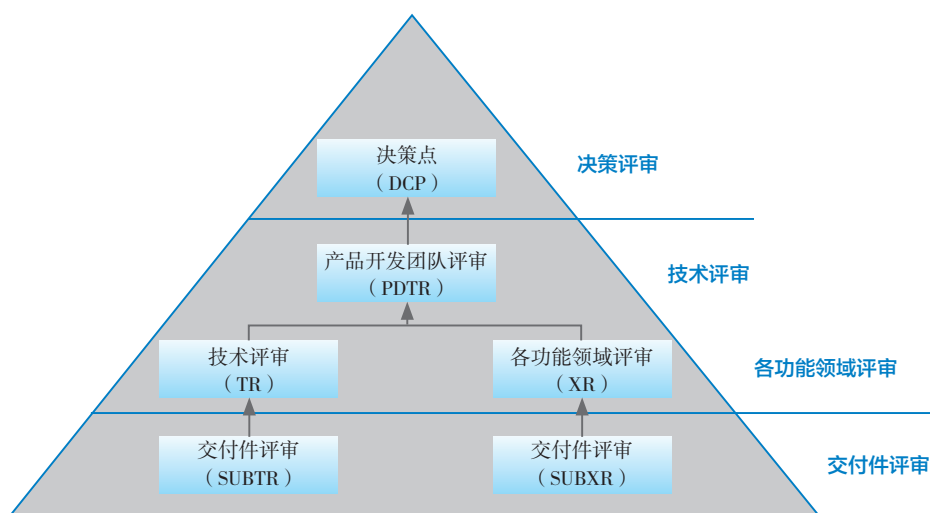 决策点
（DCP）
决策评审
产品开发团队评审
（PDTR）
技术评审
技术评审
（TR）
各功能领域评审
（XR）
各功能领域评审
交付件评审
（SUBTR）
交付件评审
（SUBXR）
交付件评审